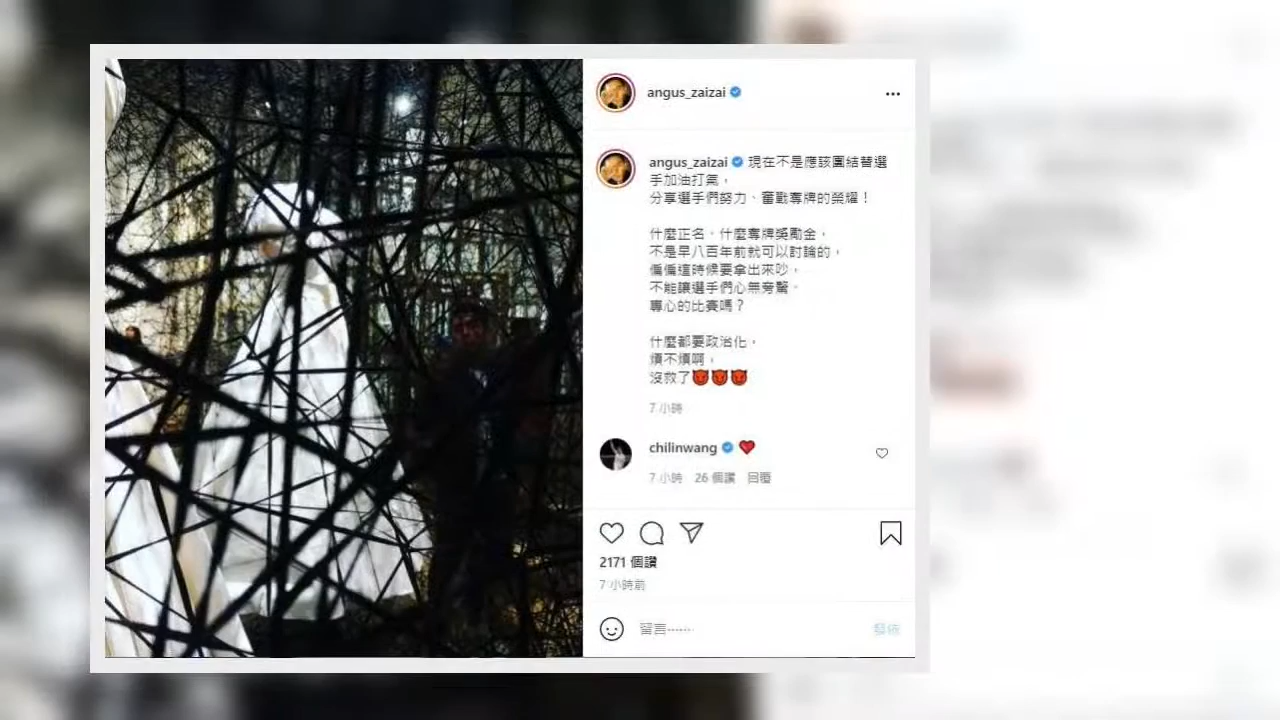 angus_zaizai
angus_zaizai 現在不是應該團結替選
手加油打氣，
分享選手們努力、奮戰奪牌的榮耀！
什麼正名，什麼奪牌獎勵金，
不是早八百年前就可以討論的，
偏偏這時候要拿出來吵，
不能讓選手們心無旁騖。
專心的比賽嗎？
什麼都要政治化，
煩不煩啊，
沒救了😈😈😈
7 小時
chilinwang ❤️
7 小時 26 個讚 回覆
2171 個讚
7 小時前
留言⋯⋯
發佈